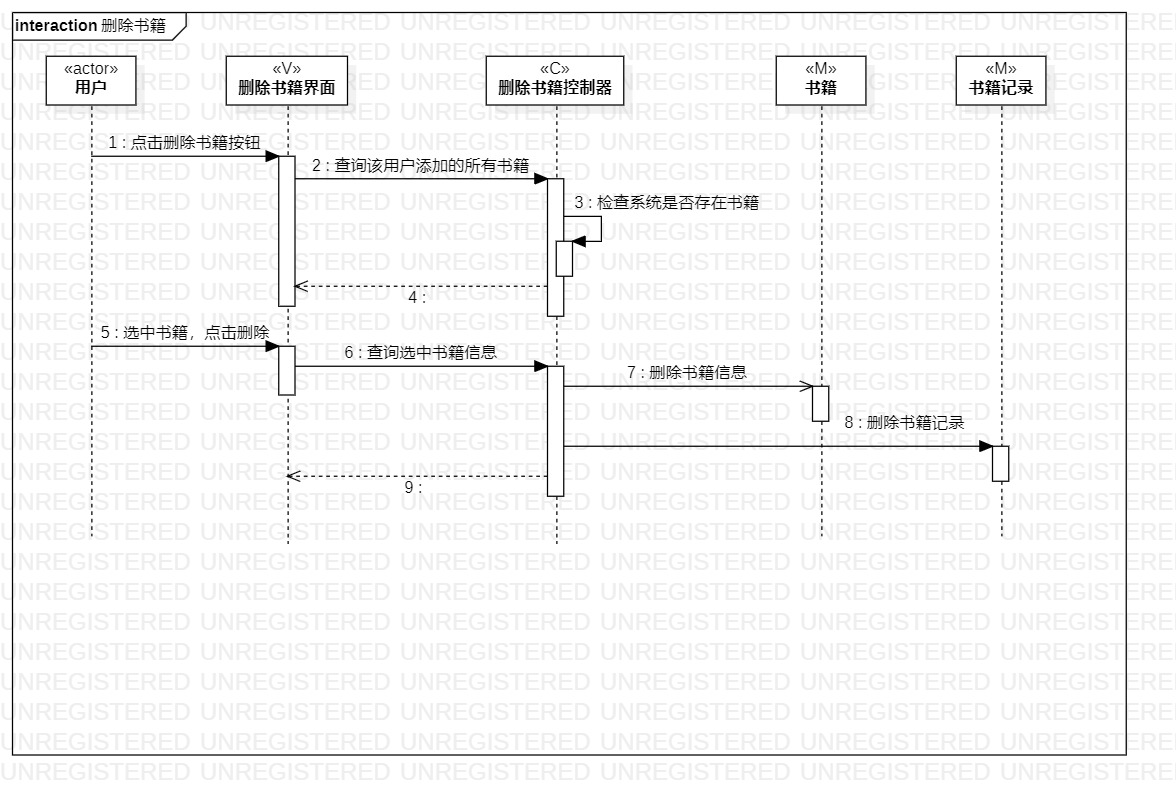 interaction 删除书籍
«actor»
用户
«V»
删除书籍界面
«C»
删除书籍控制器
«M»
书籍
«M»
书籍记录
1 : 点击删除书籍按钮
2 : 查询该用户添加的所有书籍
3 : 检查系统是否存在书籍
4 :
5 : 选中书籍，点击删除
6 : 查询选中书籍信息
7 : 删除书籍信息
8 : 删除书籍记录
9 :
UNREGISTERED